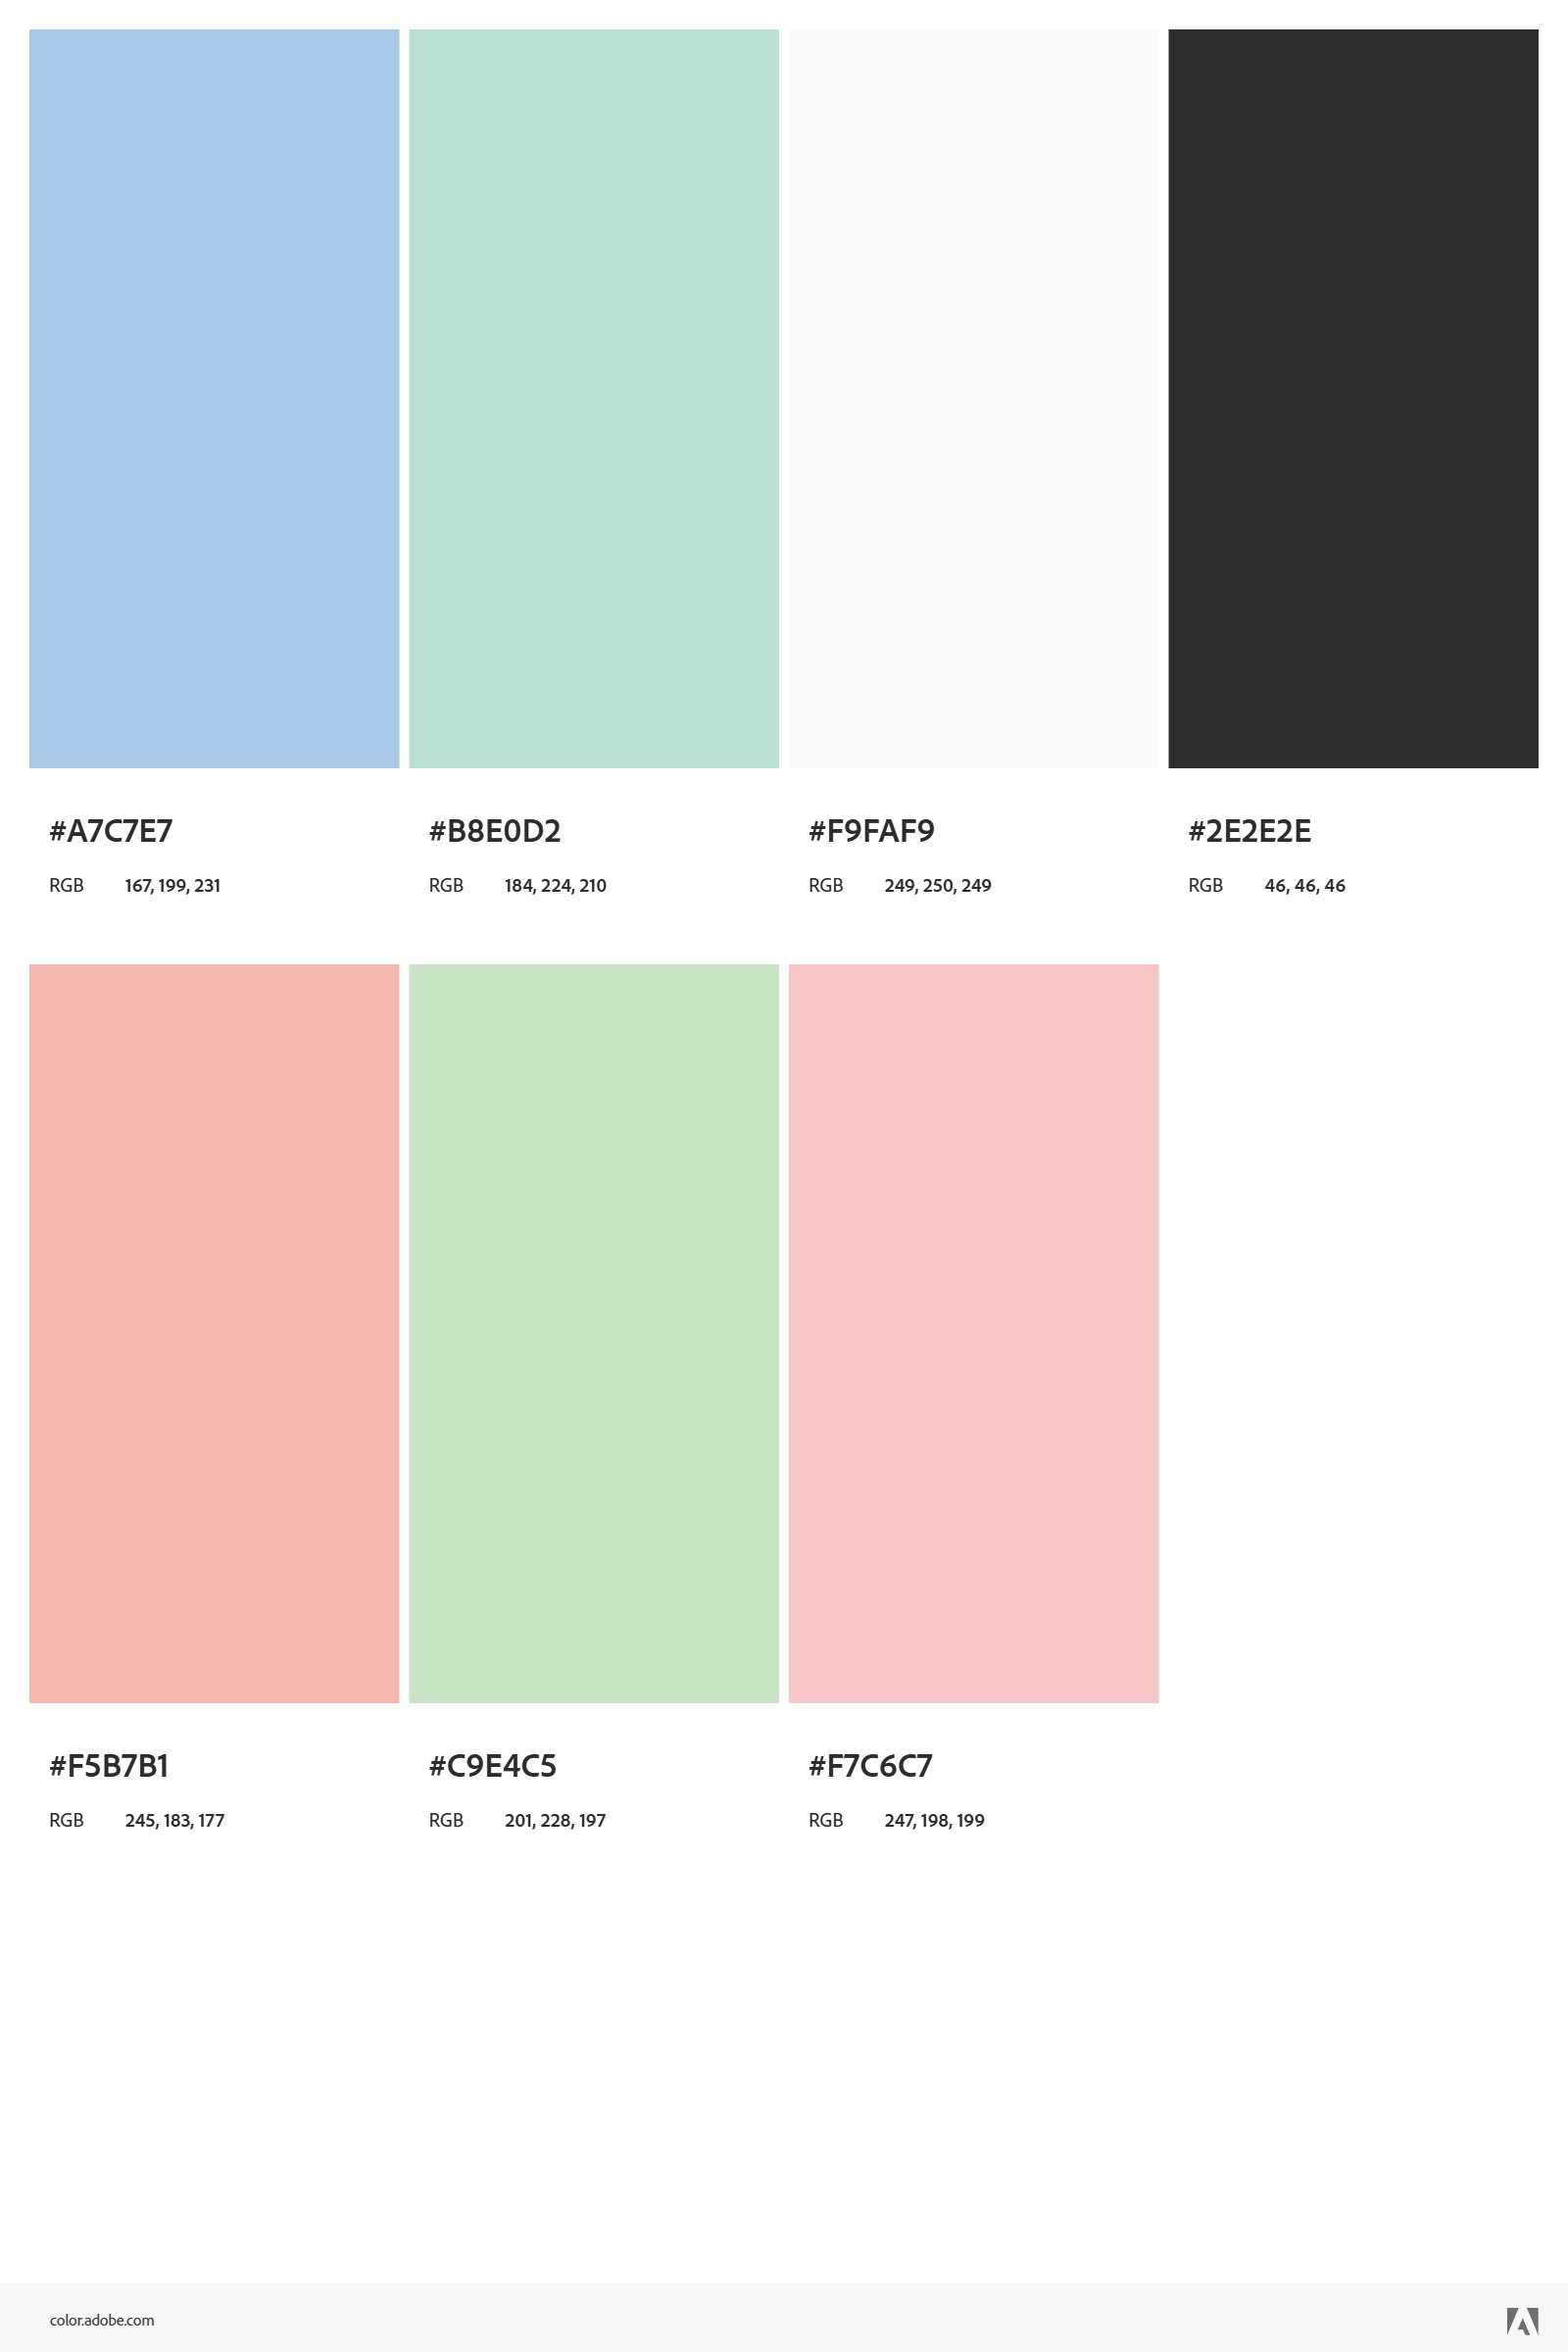 #A7C7E7 #B8E0D2 #F9FAF9 #2E2E2E
RGB 167, 199, 231 RGB 184, 224, 210 RGB 249, 250, 249 RGB 46, 46, 46
#F5B7B1 #C9E4C5 #F7C6C7
RGB 245, 183, 177 RGB 201, 228, 197 RGB 247, 198, 199
color.adobe.com